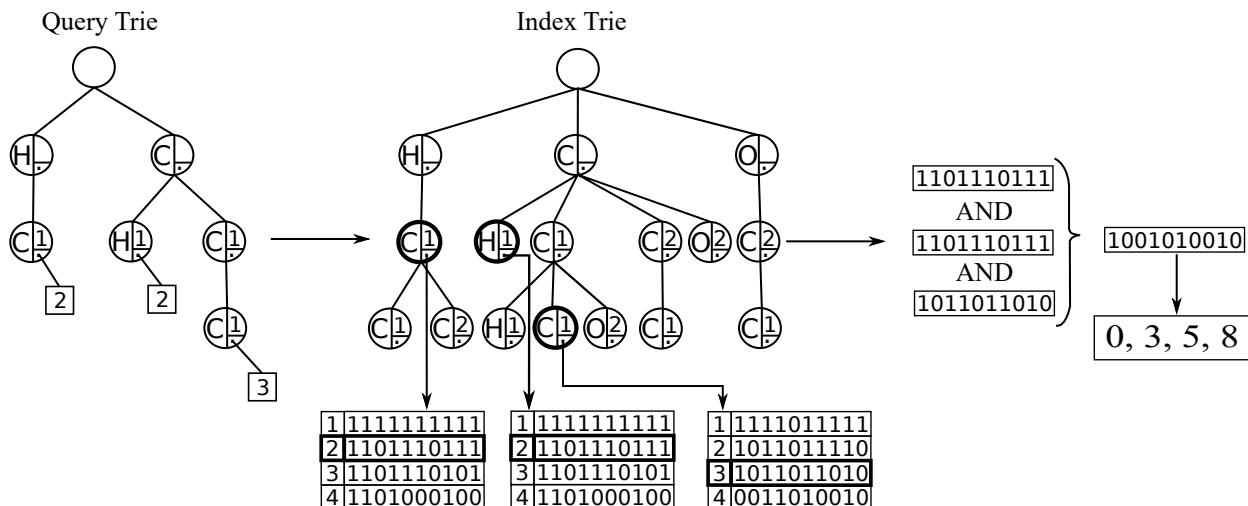 Query Trie
Index Trie
H .
C .
H .
C .
O .
C 1 .
H 1 .
C 1 .
C 1 .
H 1 .
C 1 .
C 2 .
O 2 .
C 2 .
1101110111
AND
1101110111
AND
1011011010
1001010010
2
2
C 1 .
3
C 1 .
C 2 .
H 1 .
C 1 .
O 2 .
C 1 .
C 1 .
0, 3, 5, 8
1 1111111111
2 1101110111
3 1101110101
4 1101000100
1 1111111111
2 1101110111
3 1101110101
4 1101000100
1 1111011111
2 1011011110
3 1011011010
4 0011010010